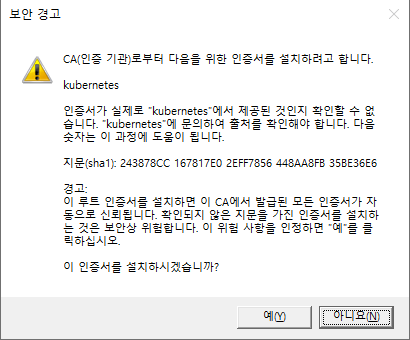 보안 경고
CA(인증 기관)로부터 다음을 위한 인증서를 설치하려고 합니다.
kubernetes
인증서가 실제로 "kubernetes"에서 제공된 것인지 확인할 수 없
습니다. "kubernetes"에 문의하여 출처를 확인해야 합니다. 다음
숫자는 이 과정에 도움이 됩니다.
지문(sha1): 243878CC 167817E0 2EFF7856 448AA8FB 35BE36E6
경고:
이 루트 인증서를 설치하면 이 CA에서 발급된 모든 인증서가 자
동으로 신뢰됩니다. 확인되지 않은 지문을 가진 인증서를 설치하
는 것은 보안상 위험합니다. 이 위험 사항을 인정하면 "예"를 클
릭하십시오.
이 인증서를 설치하시겠습니까?
예(Y)
아니요(N)